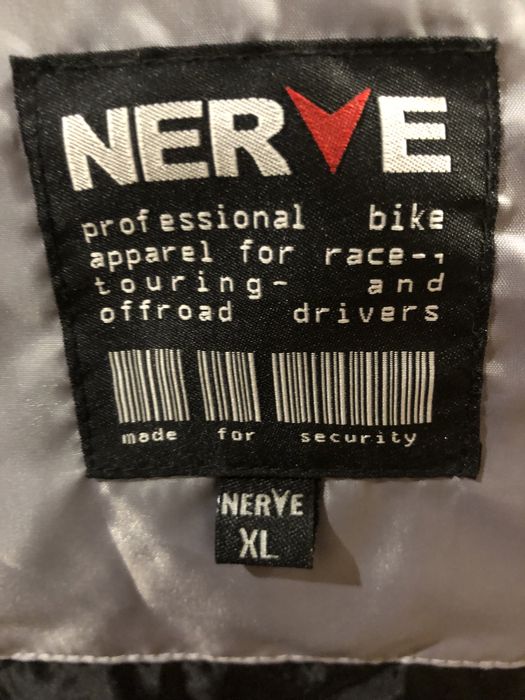 NERVE
professional bike
apparel for race-,
touring- and
offroad drivers
made for security
NERVE
XL